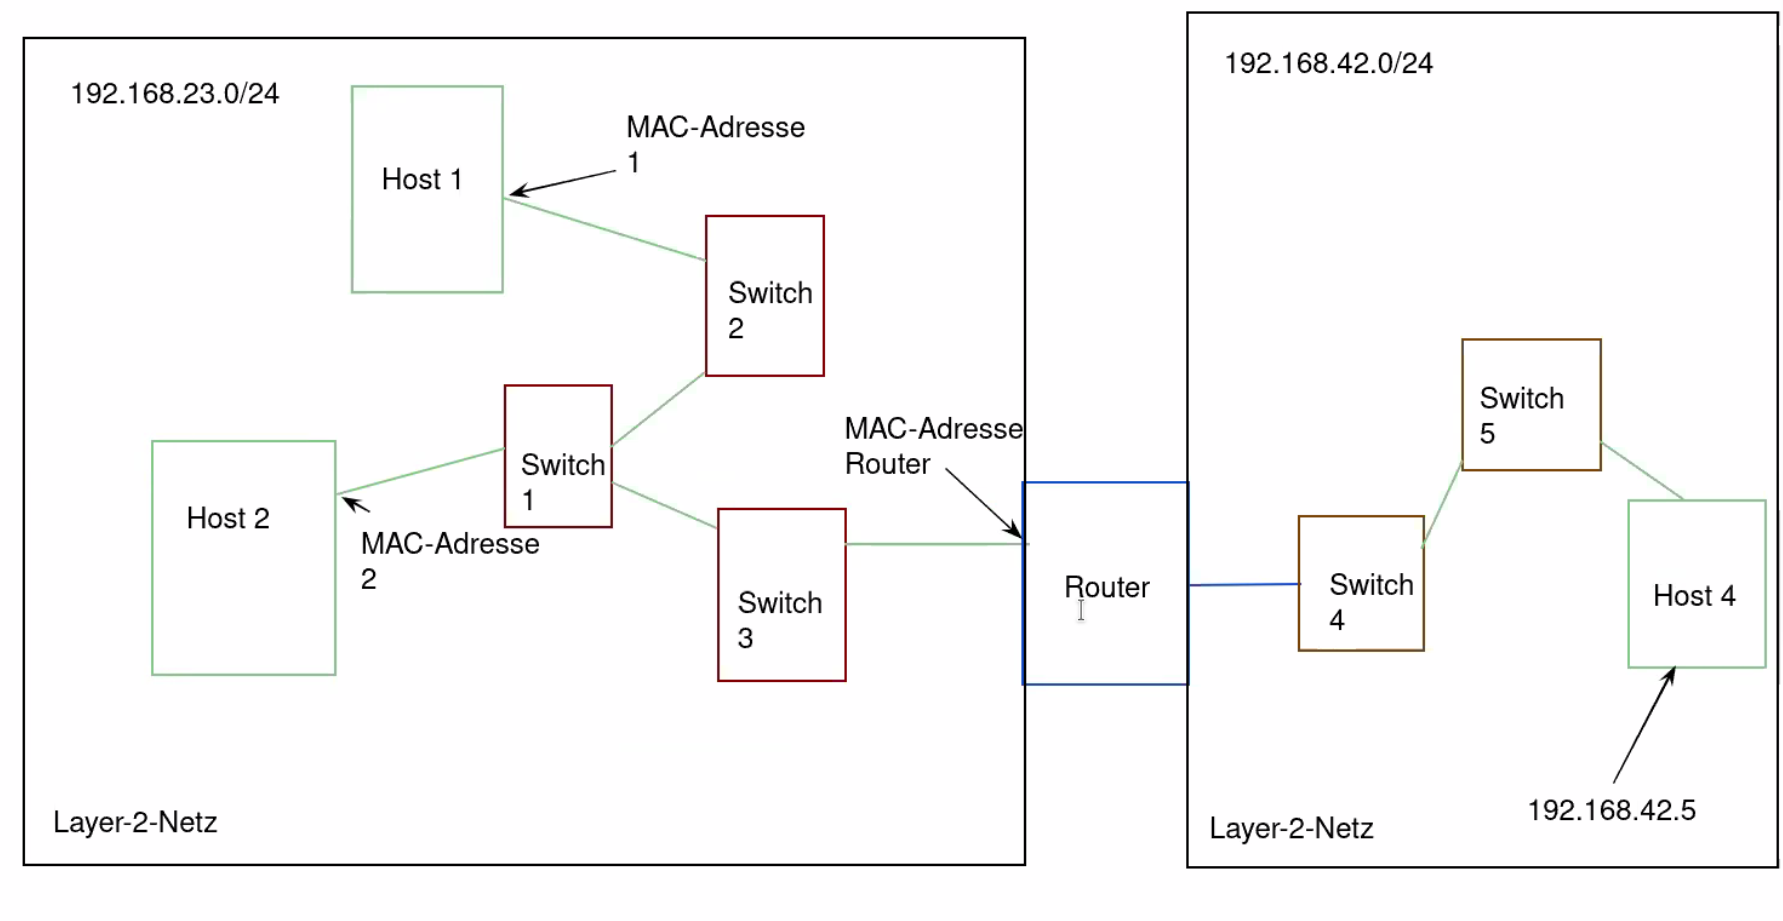 192.168.23.0/24
Host 1
MAC-Adresse
1
Switch
2
Host 2
MAC-Adresse
2
Switch
1
Switch
3
MAC-Adresse
Router
Router
Layer-2-Netz
192.168.42.0/24
Switch
5
Switch
4
Host 4
192.168.42.5
Layer-2-Netz